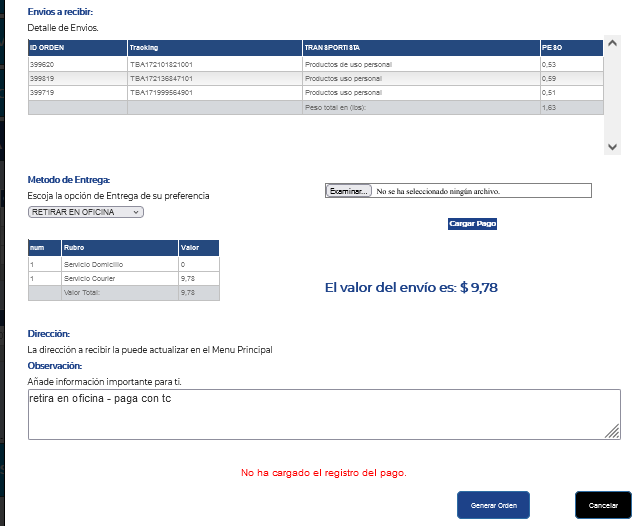 Envios a recibir:
Detalle de Envios.
ID ORDEN Tracking TRANSPORTISTA PESO
399620 TBA172101821001 Productos de uso personal 0,53
399819 TBA172136847101 Productos uso personal 0,59
399719 TBA171999564901 Productos uso personal 0,51
Peso total en (lbs): 1,63
Metodo de Entrega:
Escoja la opción de Entrega de su preferencia
RETIRAR EN OFICINA
Examinar... No se ha seleccionado ningún archivo.
Cargar Pago
num Rubro Valor
1 Servicio Domicilio 0
1 Servicio Courier 9,78
Valor Total: 9,78
El valor del envío es: $ 9,78
Dirección:
La dirección a recibir la puede actualizar en el Menu Principal
Observación:
Añade información importante para ti.
retira en oficina - paga con tc
No ha cargado el registro del pago.
Generar Orden Cancelar